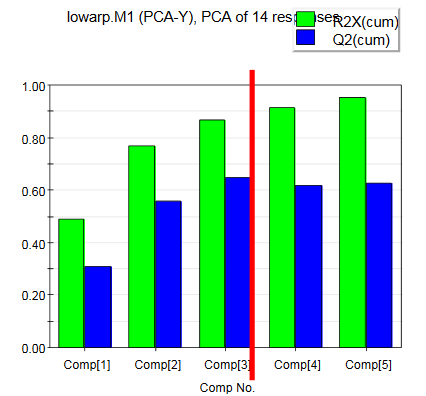 lowarp.M1 (PCA-Y), PCA of 14 responses
R2X(cum)
Q2(cum)
1.00
0.80
0.60
0.40
0.20
0.00
Comp[1] Comp[2] Comp[3] Comp[4] Comp[5]
Comp No.